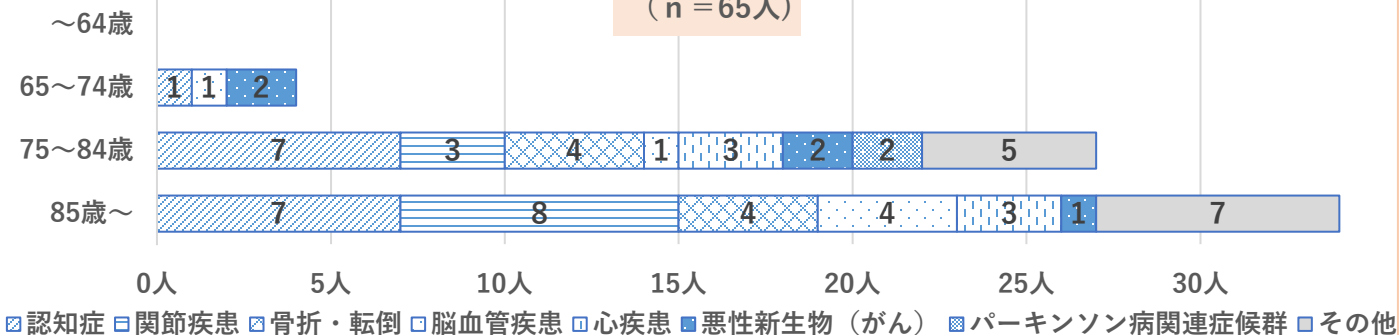 （ｎ＝65人）
～64歳
65～74歳 1 1 2
75～84歳 7 3 4 1 3 2 2 5
85歳～ 7 8 4 4 3 1 7
0人 5人 10人 15人 20人 25人 30人
認知症 関節疾患 骨折・転倒 脳血管疾患 心疾患 悪性新生物（がん） パーキンソン病関連症候群 その他